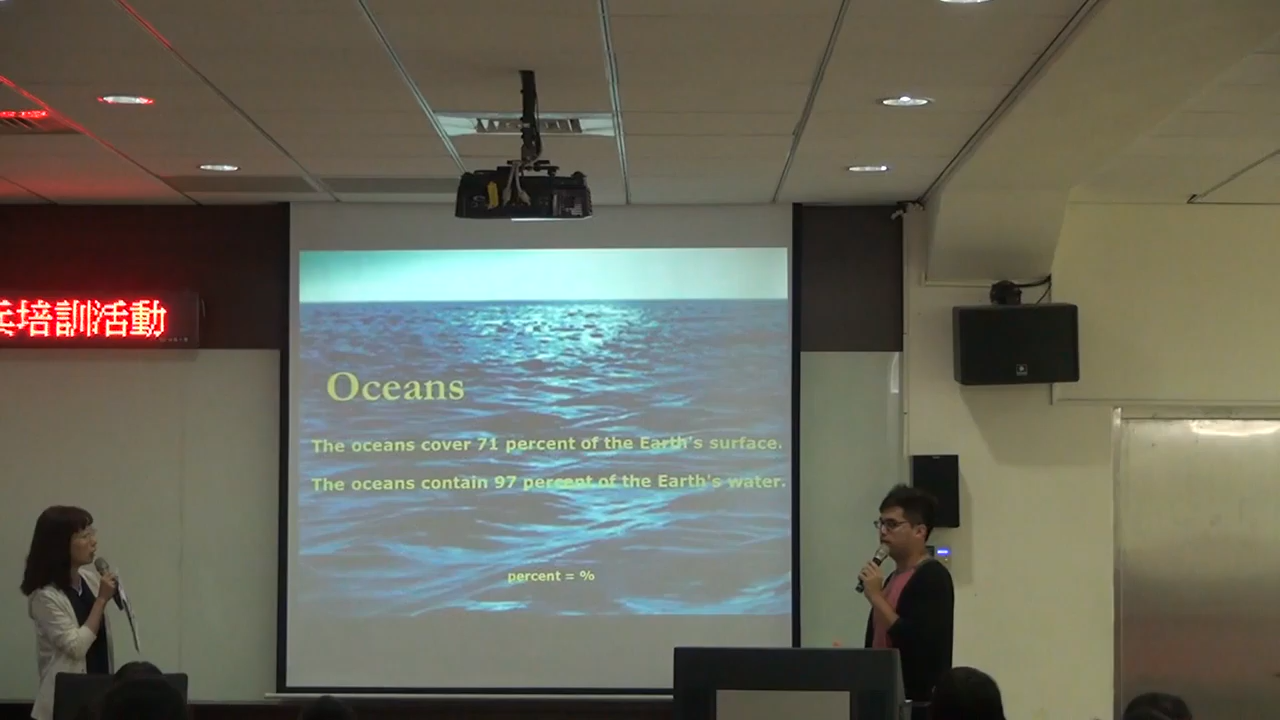 培訓活動
Oceans
The oceans cover 71 percent of the Earth's surface.
The oceans contain 97 percent of the Earth's water.
percent = %